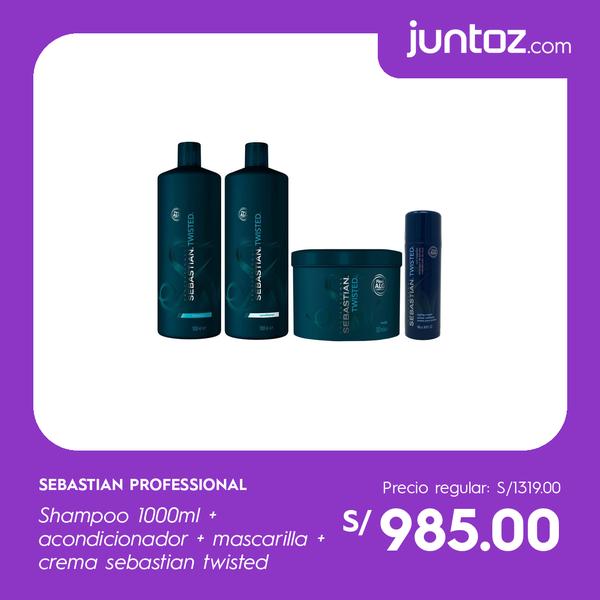 juntoz.com
SEBASTIAN.TWISTED.
SEBASTIAN.TWISTED.
SEBASTIAN.
TWISTED.
SEBASTIAN.TWISTED.
SEBASTIAN PROFESSIONAL
Shampoo 1000ml +
acondicionador + mascarilla +
crema sebastian twisted
Precio regular: S/1319.00
S/ 985.00